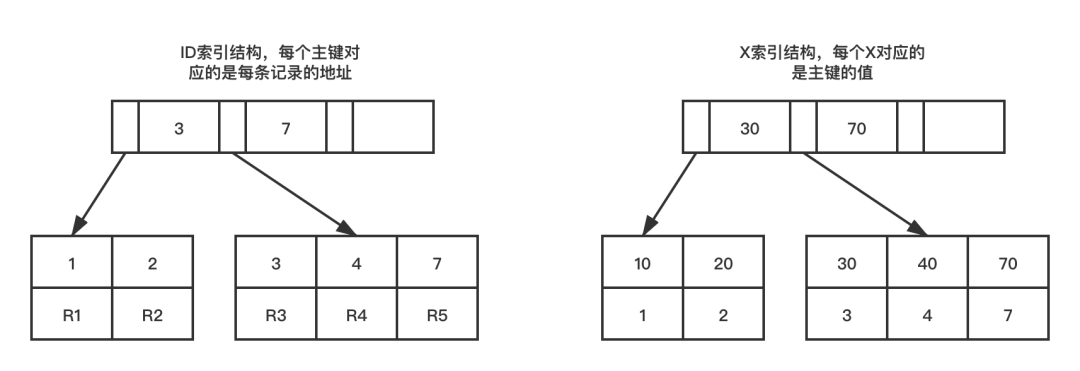 ID索引结构，每个主键对
应的是每条记录的地址
3 7
1 2
R1 R2
3 4 7
R3 R4 R5
X索引结构，每个X对应的
是主键的值
30 70
10 20
1 2
30 40 70
3 4 7